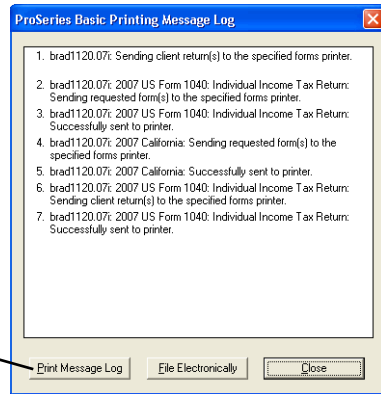 ProSeries Basic Printing Message Log
1. brad1120.07i: Sending client return(s) to the specified forms printer.
2. brad1120.07i: 2007 US Form 1040: Individual Income Tax Return:
Sending requested form(s) to the specified forms printer.
3. brad1120.07i: 2007 US Form 1040: Individual Income Tax Return:
Successfully sent to printer.
4. brad1120.07i: 2007 California: Sending requested form(s) to the
specified forms printer.
5. brad1120.07i: 2007 California: Successfully sent to printer.
6. brad1120.07i: 2007 US Form 1040: Individual Income Tax Return:
Sending client return(s) to the specified forms printer.
7. brad1120.07i: 2007 US Form 1040: Individual Income Tax Return:
Successfully sent to printer.
Print Message Log File Electronically Close